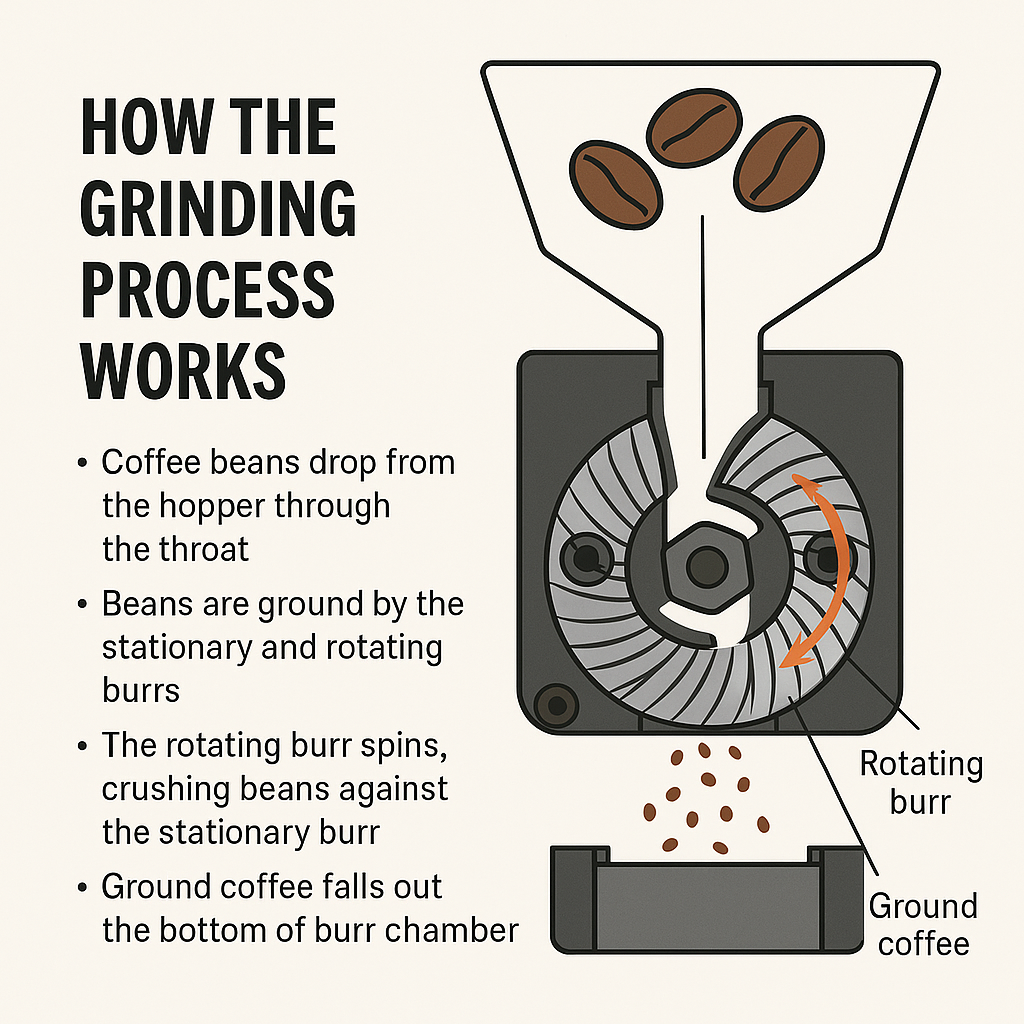 HOW THE
GRINDING
PROCESS
WORKS
• Coffee beans drop from
the hopper through
the throat
• Beans are ground by the
stationary and rotating
burrs
• The rotating burr spins,
crushing beans against
the stationary burr
• Ground coffee falls out
the bottom of burr chamber
Rotating
burr
Ground
coffee